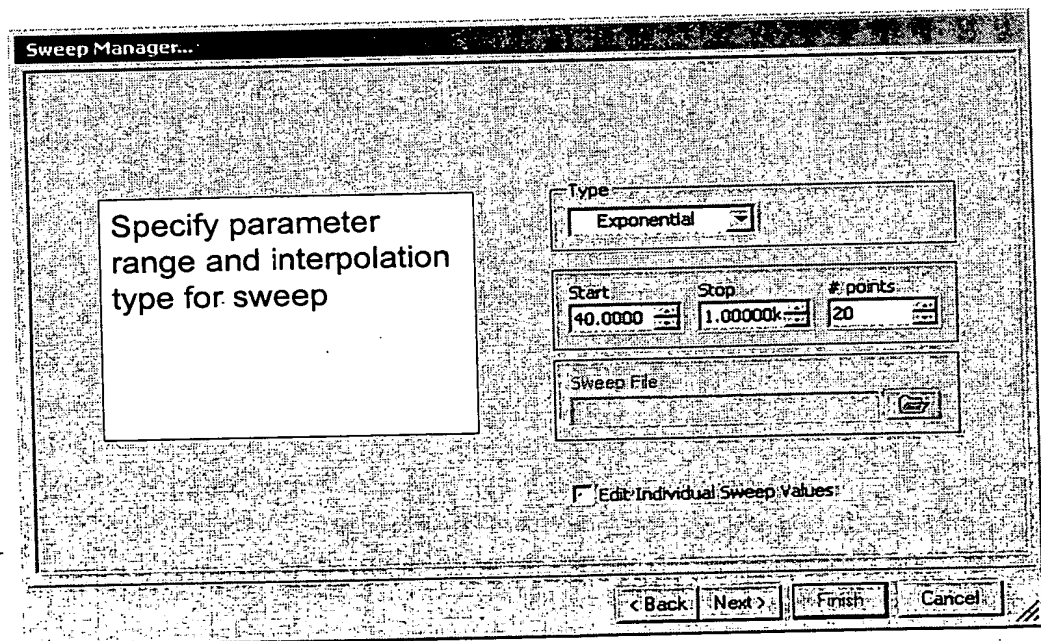 Sweep Manager...
Specify parameter
range and interpolation
type for sweep
Type
Exponential
Start Stop # points
40.0000 1.00000k 20
Sweep File
Edit Individual Sweep Values:
< Back Next > Finish Cancel